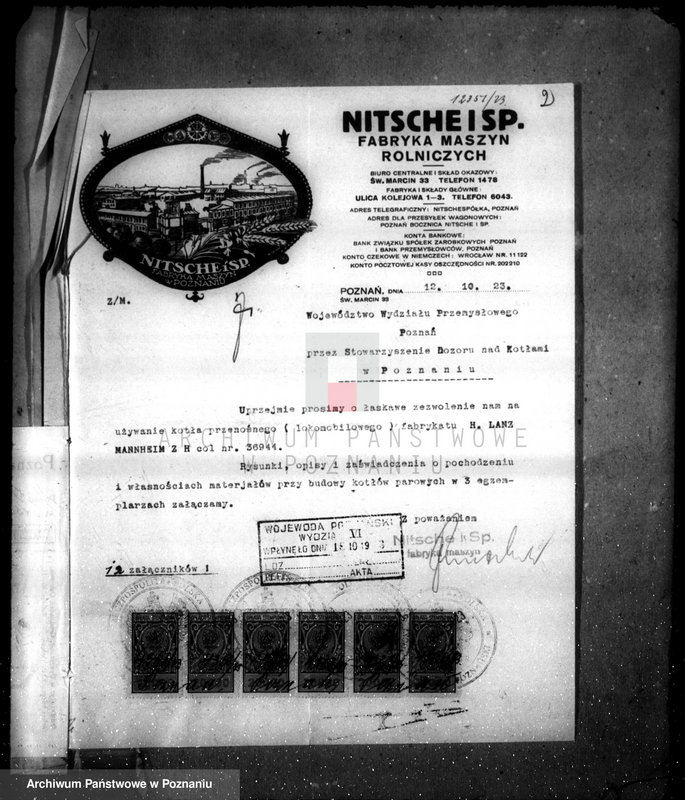 12351/23
2
NITSCHE I SP.
FABRYKA MASZYN
ROLNICZYCH
BIURO CENTRALNE I SKŁAD OKAZOWY:
ŚW. MARCIN 33 TELEFON 1478
FABRYKA I SKŁADY GŁÓWNE:
ULICA KOLEJOWA 1-3. TELEFON 6043.
ADRES TELEGRAFICZNY: NITSCHESPÓŁKA, POZNAŃ
ADRES DLA PRZESYŁEK WAGONOWYCH:
POZNAŃ BOCZNICA NITSCHE I SP.
KONTA BANKOWE:
BANK ZWIĄZKU SPÓŁEK ZAROBKOWYCH POZNAŃ
I BANK PRZEMYSŁOWCÓW, POZNAŃ
KONTO CZEKOWE W NIEMCZECH: WROCŁAW NR. 11122
KONTO POCZTOWEJ KASY OSZCZĘDNOŚCI NR. 202210
NITSCHE I SP.
FABRYKA MASZYN
W POZNANIU
POZNAŃ, DNIA 12. 10. 23.
ŚW. MARCIN 33
Z/M.
Województwo Wydziału Przemysłowego
Poznań
przez Stowarzyszenie Dozoru nad Kotłami
w Poznaniu
Uprzejmie prosimy o łaskawe zezwolenie nam na
używanie kotła przenośnego ( lokomobilowego ) fabrykatu H. LANZ
MANNHEIM Z H col nr. 36944.
Rysunki, opisy i zaświadczenia o pochodzeniu
i własnościach materjałów przy budowy kotłów parowych w 3 egzem-
plarzach załączamy.
Z poważaniem
Nitsche i Sp.
fabryka maszyn
WOJEWODA
WYDZIAŁ VI
WPŁYNĘŁO DNIA
L.DZ.
AKTA
12 załączników !
ARCHIWUM PAŃSTWOWE
W POZNANIU
Archiwum Państwowe w Poznaniu